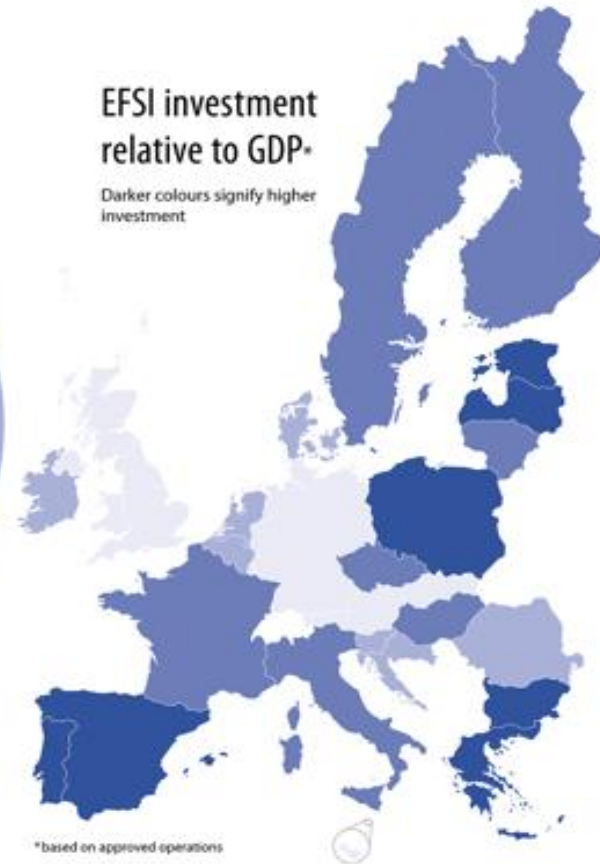 EFSI investment
relative to GDP*
Darker colours signify higher
investment
*based on approved operations